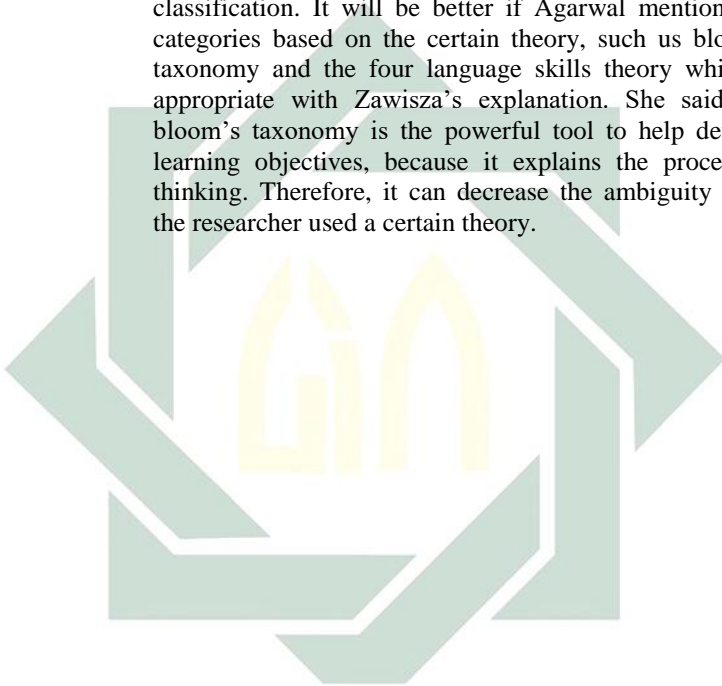 classification. It will be better if Agarwal mention
categories based on the certain theory, such us blo
taxonomy and the four language skills theory whi
appropriate with Zawisza's explanation. She said
bloom's taxonomy is the powerful tool to help de
learning objectives, because it explains the proce
thinking. Therefore, it can decrease the ambiguity
the researcher used a certain theory.